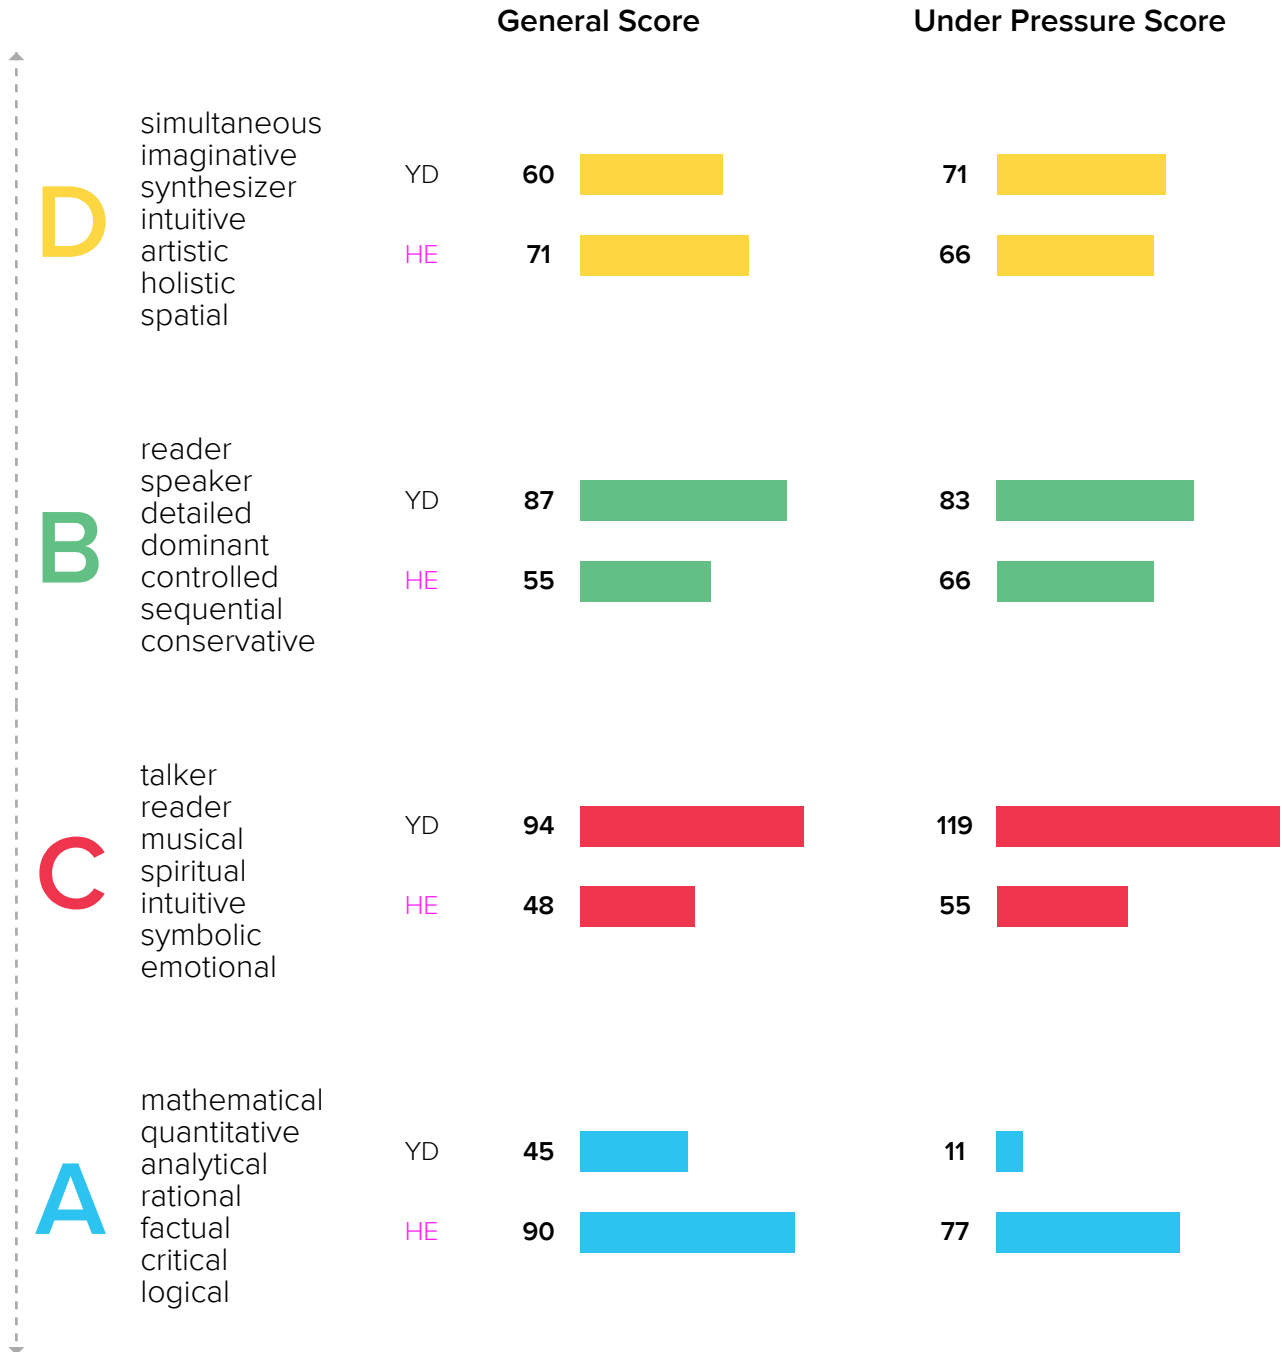 General Score Under Pressure Score
D
simultaneous
imaginative
synthesizer
intuitive
artistic
holistic
spatial
YD 60 71
HE 71 66
B
reader
speaker
detailed
dominant
controlled
sequential
conservative
YD 87 83
HE 55 66
C
talker
reader
musical
spiritual
intuitive
symbolic
emotional
YD 94 119
HE 48 55
A
mathematical
quantitative
analytical
rational
factual
critical
logical
YD 45 11
HE 90 77